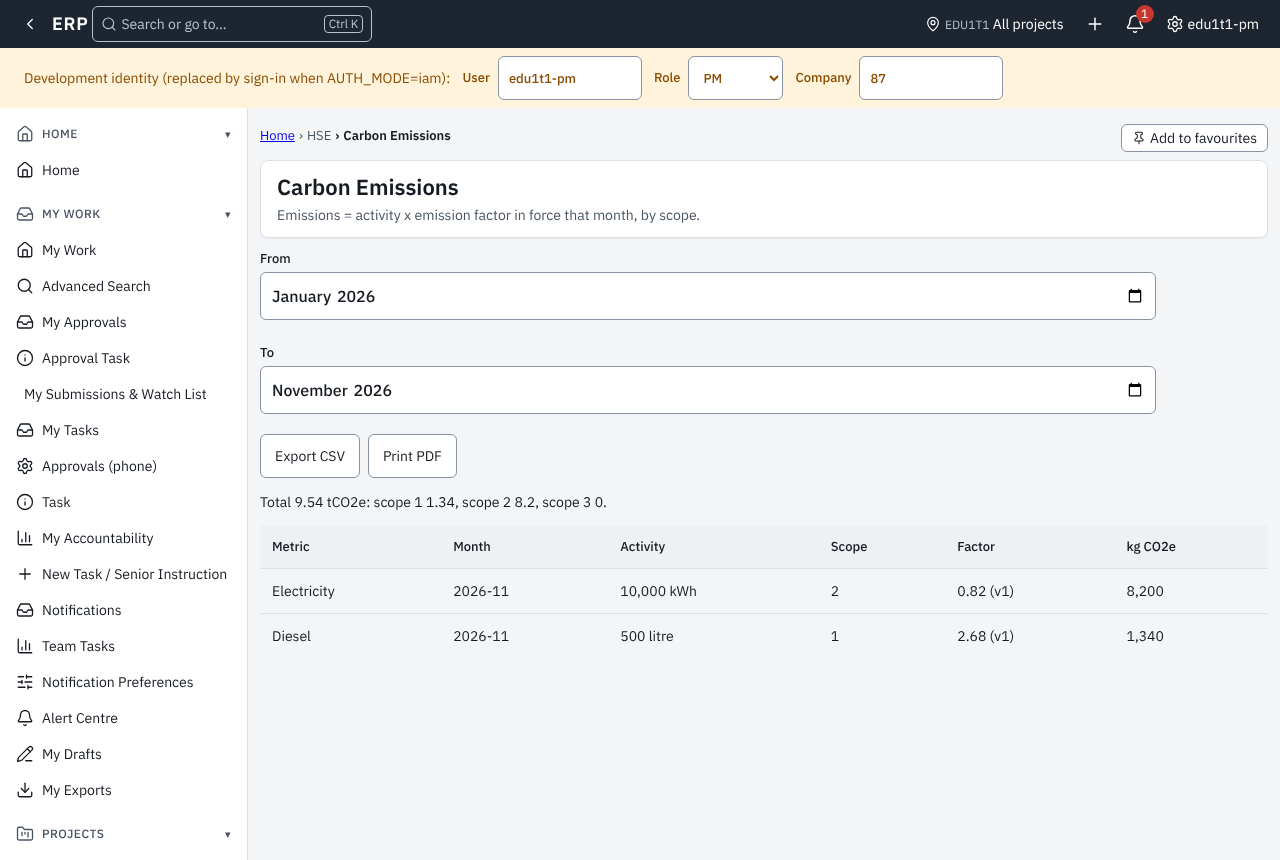 ERP Search or go to... Ctrl K EDU1T1 All projects 1 edu1t1-pm
Development identity (replaced by sign-in when AUTH_MODE=iam): User edu1t1-pm Role PM Company 87
HOME
Home
MY WORK
My Work
Advanced Search
My Approvals
Approval Task
My Submissions & Watch List
My Tasks
Approvals (phone)
Task
My Accountability
New Task / Senior Instruction
Notifications
Team Tasks
Notification Preferences
Alert Centre
My Drafts
My Exports
PROJECTS
Home › HSE › Carbon Emissions
Add to favourites
Carbon Emissions
Emissions = activity x emission factor in force that month, by scope.
From
January 2026
To
November 2026
Export CSV Print PDF
Total 9.54 tCO2e: scope 1 1.34, scope 2 8.2, scope 3 0.
Metric Month Activity Scope Factor kg CO2e
Electricity 2026-11 10,000 kWh 2 0.82 (v1) 8,200
Diesel 2026-11 500 litre 1 2.68 (v1) 1,340